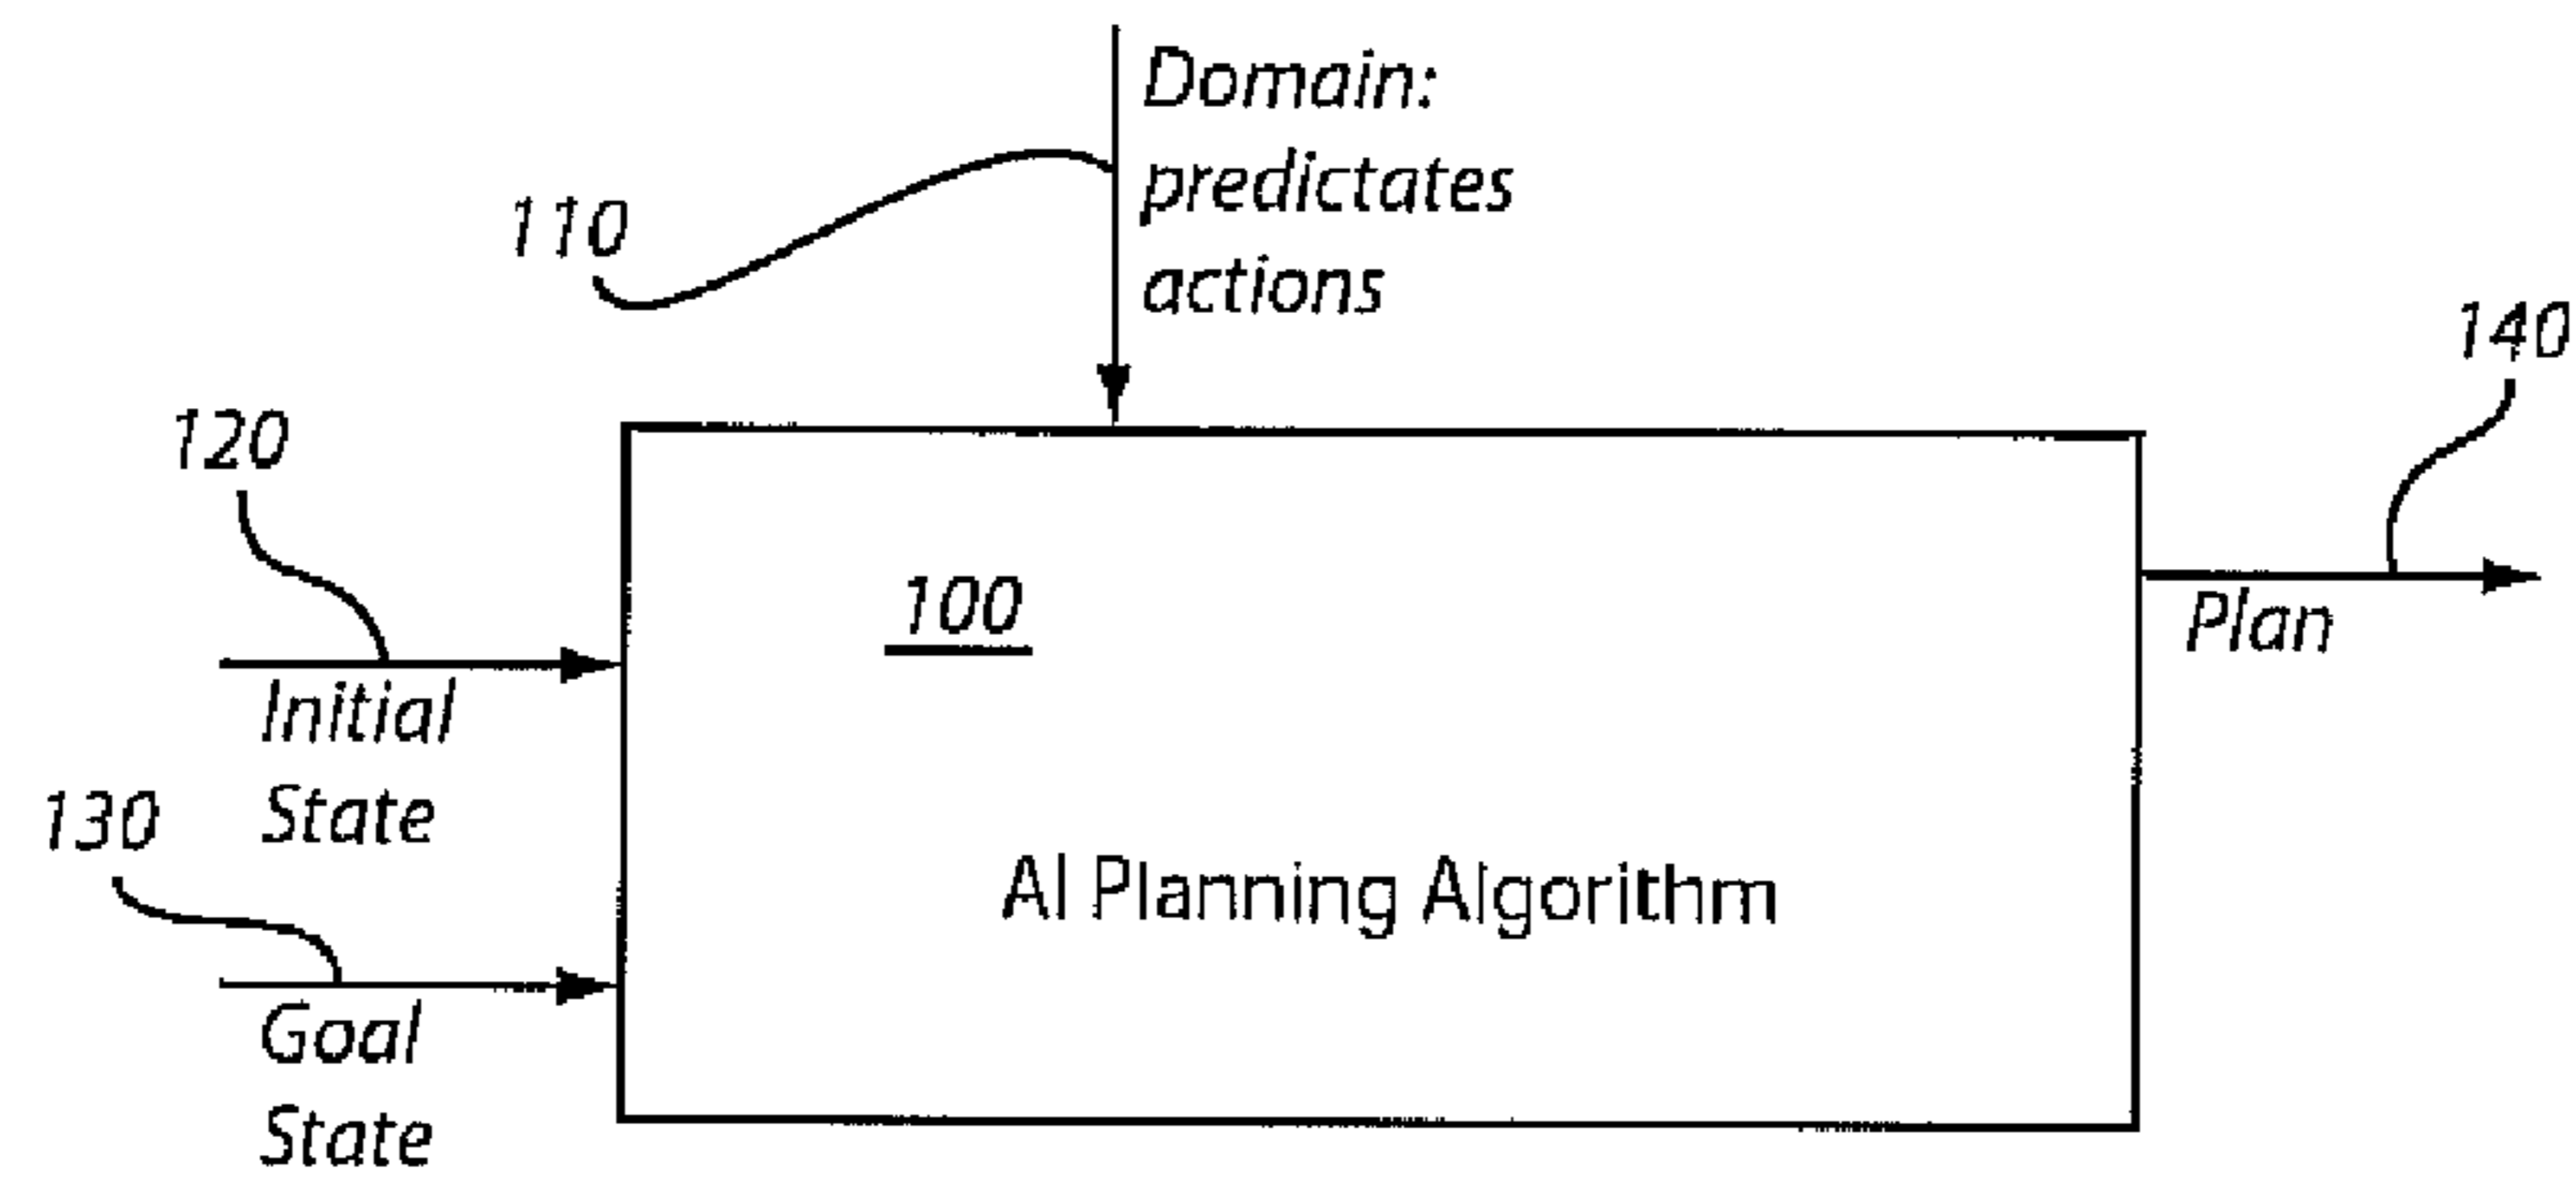 Domain:
predictates
actions
110
140
120
100
Plan
Initial
State
130
AI Planning Algorithm
Goal
State